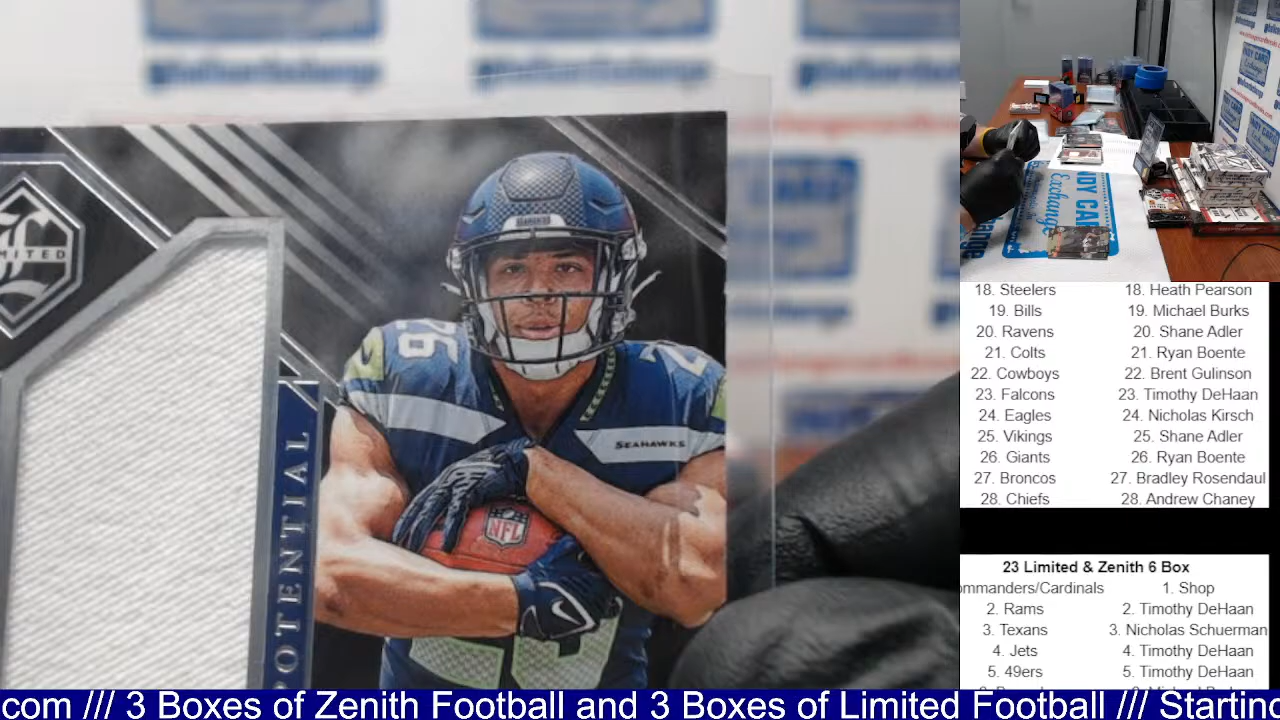 LIMITED
POTENTIAL
26
SEAHAWKS
NFL
INDY CARD
Exchange
18. Steelers 18. Heath Pearson
19. Bills 19. Michael Burks
20. Ravens 20. Shane Adler
21. Colts 21. Ryan Boente
22. Cowboys 22. Brent Gulinson
23. Falcons 23. Timothy DeHaan
24. Eagles 24. Nicholas Kirsch
25. Vikings 25. Shane Adler
26. Giants 26. Ryan Boente
27. Broncos 27. Bradley Rosendaul
28. Chiefs 28. Andrew Chaney
23 Limited & Zenith 6 Box
ommanders/Cardinals 1. Shop
2. Rams 2. Timothy DeHaan
3. Texans 3. Nicholas Schuerman
4. Jets 4. Timothy DeHaan
5. 49ers 5. Timothy DeHaan
com /// 3 Boxes of Zenith Football and 3 Boxes of Limited Football /// Starting